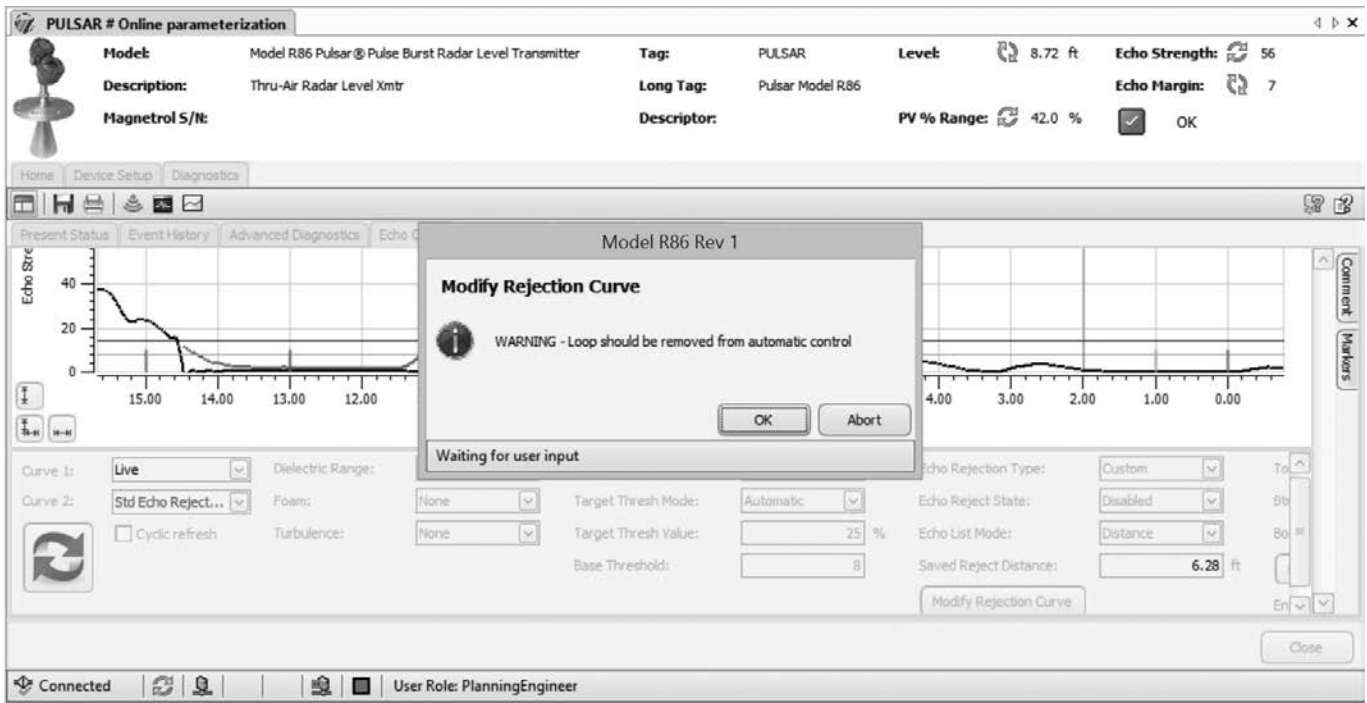 PULSAR # Online parameterization
Model: Model R86 Pulsar® Pulse Burst Radar Level Transmitter Tag: PULSAR Level: 8.72 ft Echo Strength: 56
Description: Thru-Air Radar Level Xmtr Long Tag: Pulsar Model R86 Echo Margin: 7
Magnetrol S/N: Descriptor: PV % Range: 42.0 % OK
Home Device Setup Diagnostics
Present Status Event History Advanced Diagnostics Echo C
Model R86 Rev 1
Modify Rejection Curve
WARNING - Loop should be removed from automatic control
OK Abort
Waiting for user input
Echo Stre
40
20
0
15.00 14.00 13.00 12.00 4.00 3.00 2.00 1.00 0.00
Comment
Markers
Curve 1: Live Dielectric Range: Echo Rejection Type: Custom To
Curve 2: Std Echo Reject... Foam: None Target Thresh Mode: Automatic Echo Reject State: Disabled
Cyclic refresh Turbulence: None Target Thresh Value: 25 % Echo List Mode: Distance Bo
Base Threshold: 8 Saved Reject Distance: 6.28 ft
Modify Rejection Curve En
Close
Connected User Role: PlanningEngineer